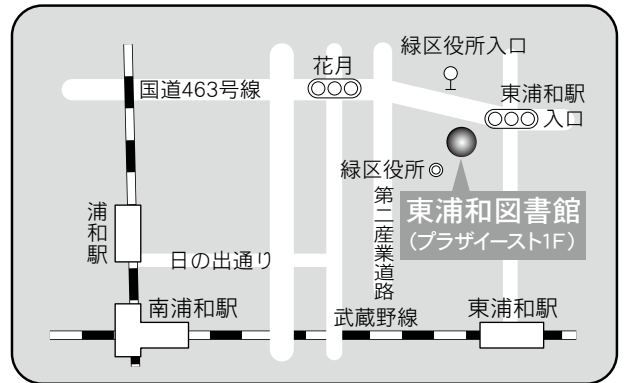 緑区役所入口
花月
国道463号線
東浦和駅
入口
緑区役所
東浦和図書館
(プラザイースト1F)
第二産業道路
浦和駅
日の出通り
南浦和駅
武蔵野線
東浦和駅